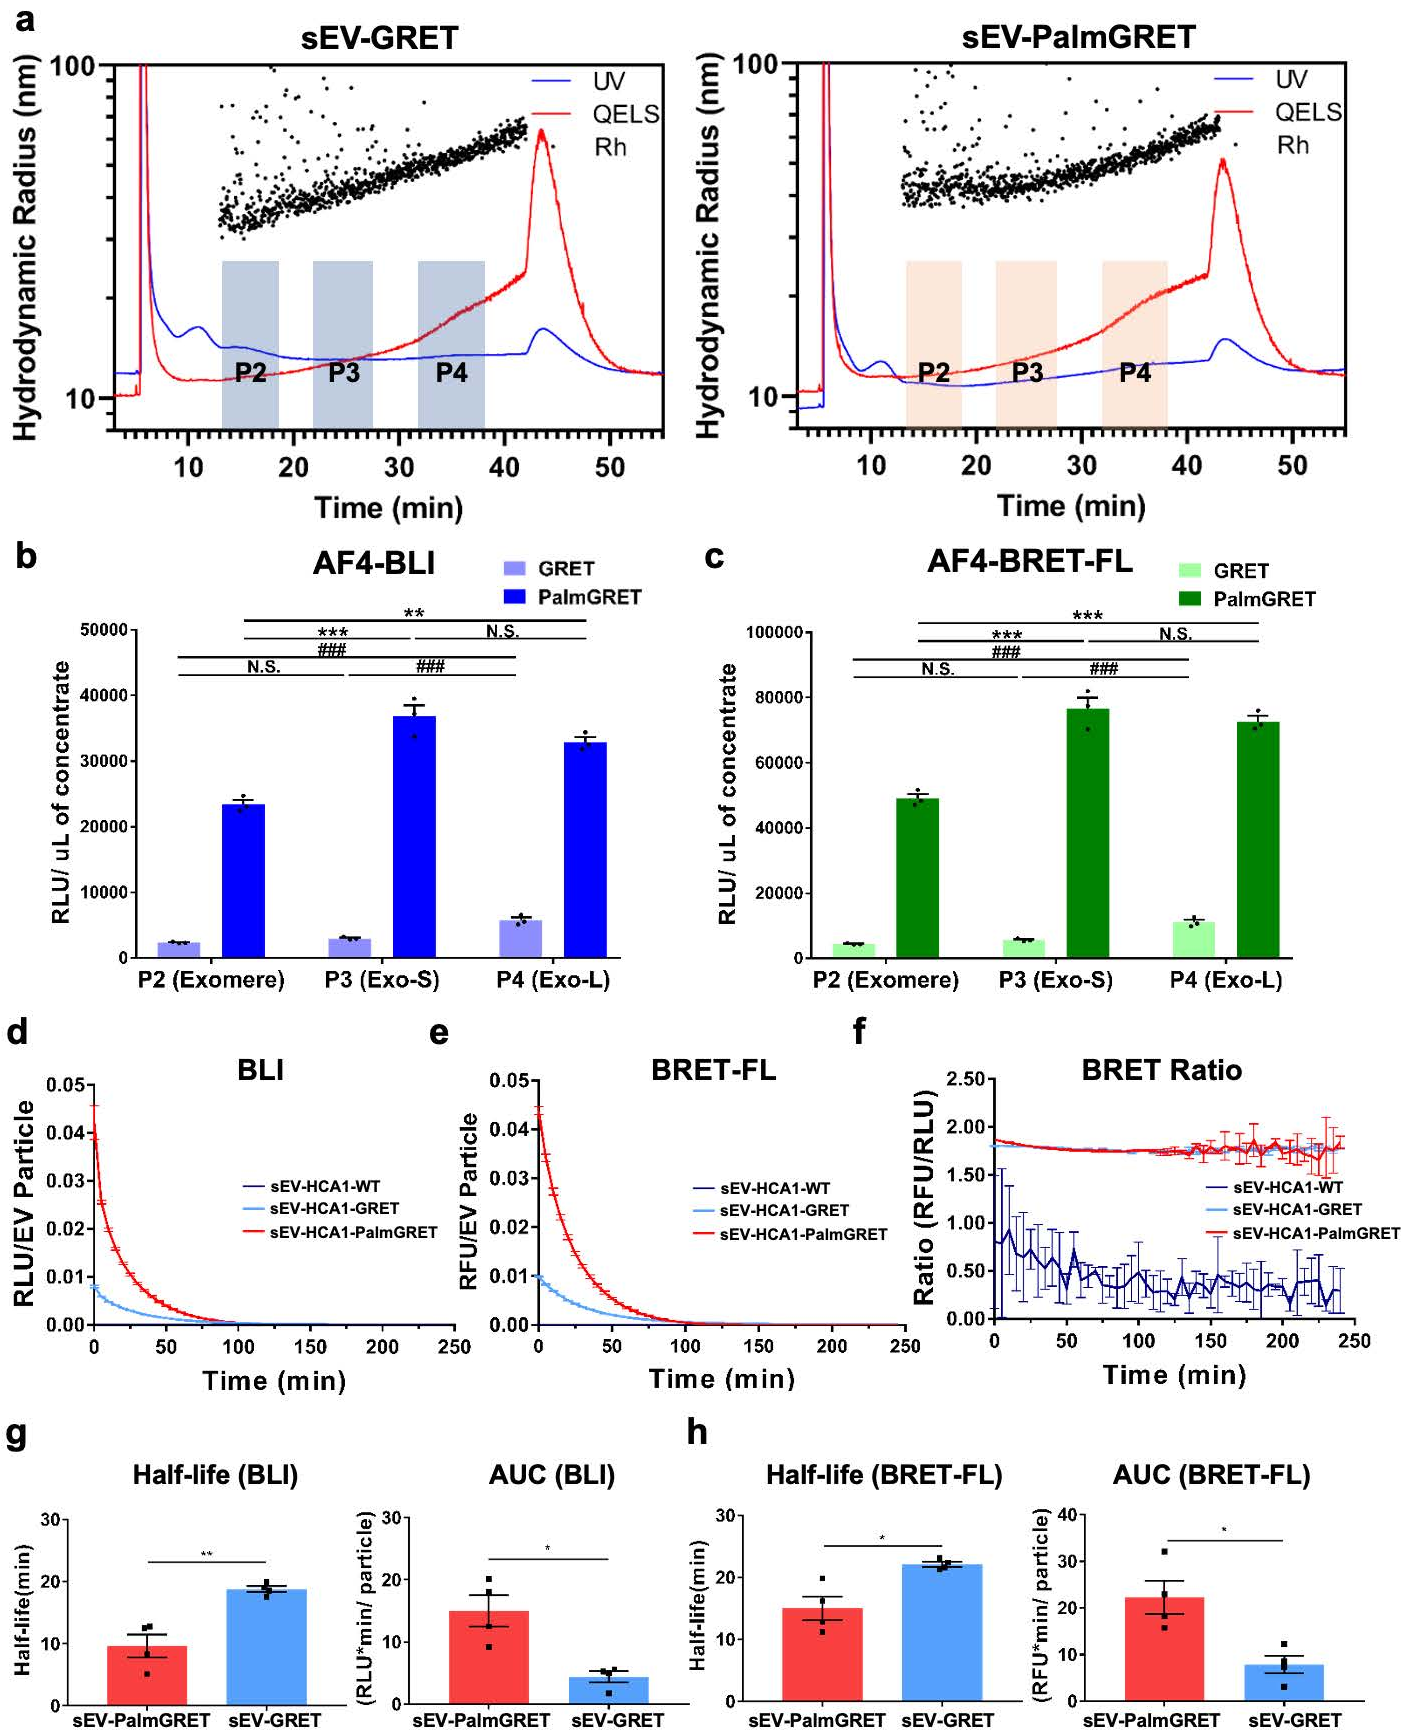 a
sEV-GRET
sEV-PalmGRET
Hydrodynamic Radius (nm)
100
10
UV
QELS
Rh
P2
P3
P4
10
20
30
40
50
Time (min)
Hydrodynamic Radius (nm)
100
10
UV
QELS
Rh
P2
P3
P4
10
20
30
40
50
Time (min)
b
AF4-BLI
GRET
PalmGRET
**
***
N.S.
###
N.S.
###
RLU/ uL of concentrate
50000
40000
30000
20000
10000
0
P2 (Exomere)
P3 (Exo-S)
P4 (Exo-L)
c
AF4-BRET-FL
GRET
PalmGRET
***
***
N.S.
###
N.S.
###
RLU/ uL of concentrate
100000
80000
60000
40000
20000
0
P2 (Exomere)
P3 (Exo-S)
P4 (Exo-L)
d
BLI
RLU/EV Particle
0.05
0.04
0.03
0.02
0.01
0.00
sEV-HCA1-WT
sEV-HCA1-GRET
sEV-HCA1-PalmGRET
0
50
100
150
200
250
Time (min)
e
BRET-FL
RFU/EV Particle
0.05
0.04
0.03
0.02
0.01
0.00
sEV-HCA1-WT
sEV-HCA1-GRET
sEV-HCA1-PalmGRET
0
50
100
150
200
250
Time (min)
f
BRET Ratio
Ratio (RFU/RLU)
2.50
2.00
1.50
1.00
0.50
0.00
sEV-HCA1-WT
sEV-HCA1-GRET
sEV-HCA1-PalmGRET
0
50
100
150
200
250
Time (min)
g
Half-life (BLI)
Half-life(min)
30
20
10
0
**
sEV-PalmGRET
sEV-GRET
AUC (BLI)
(RLU*min/ particle)
30
20
10
0
*
sEV-PalmGRET
sEV-GRET
h
Half-life (BRET-FL)
Half-life(min)
30
20
10
0
*
sEV-PalmGRET
sEV-GRET
AUC (BRET-FL)
(RFU*min/ particle)
40
30
20
10
0
*
sEV-PalmGRET
sEV-GRET